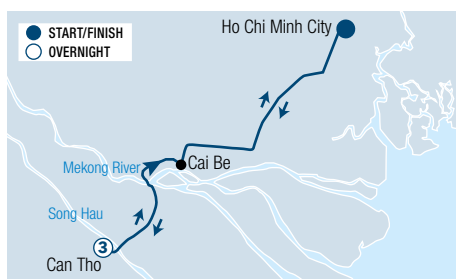 START/FINISH
OVERNIGHT
Ho Chi Minh City
Mekong River
Cai Be
Song Hau
3
Can Tho